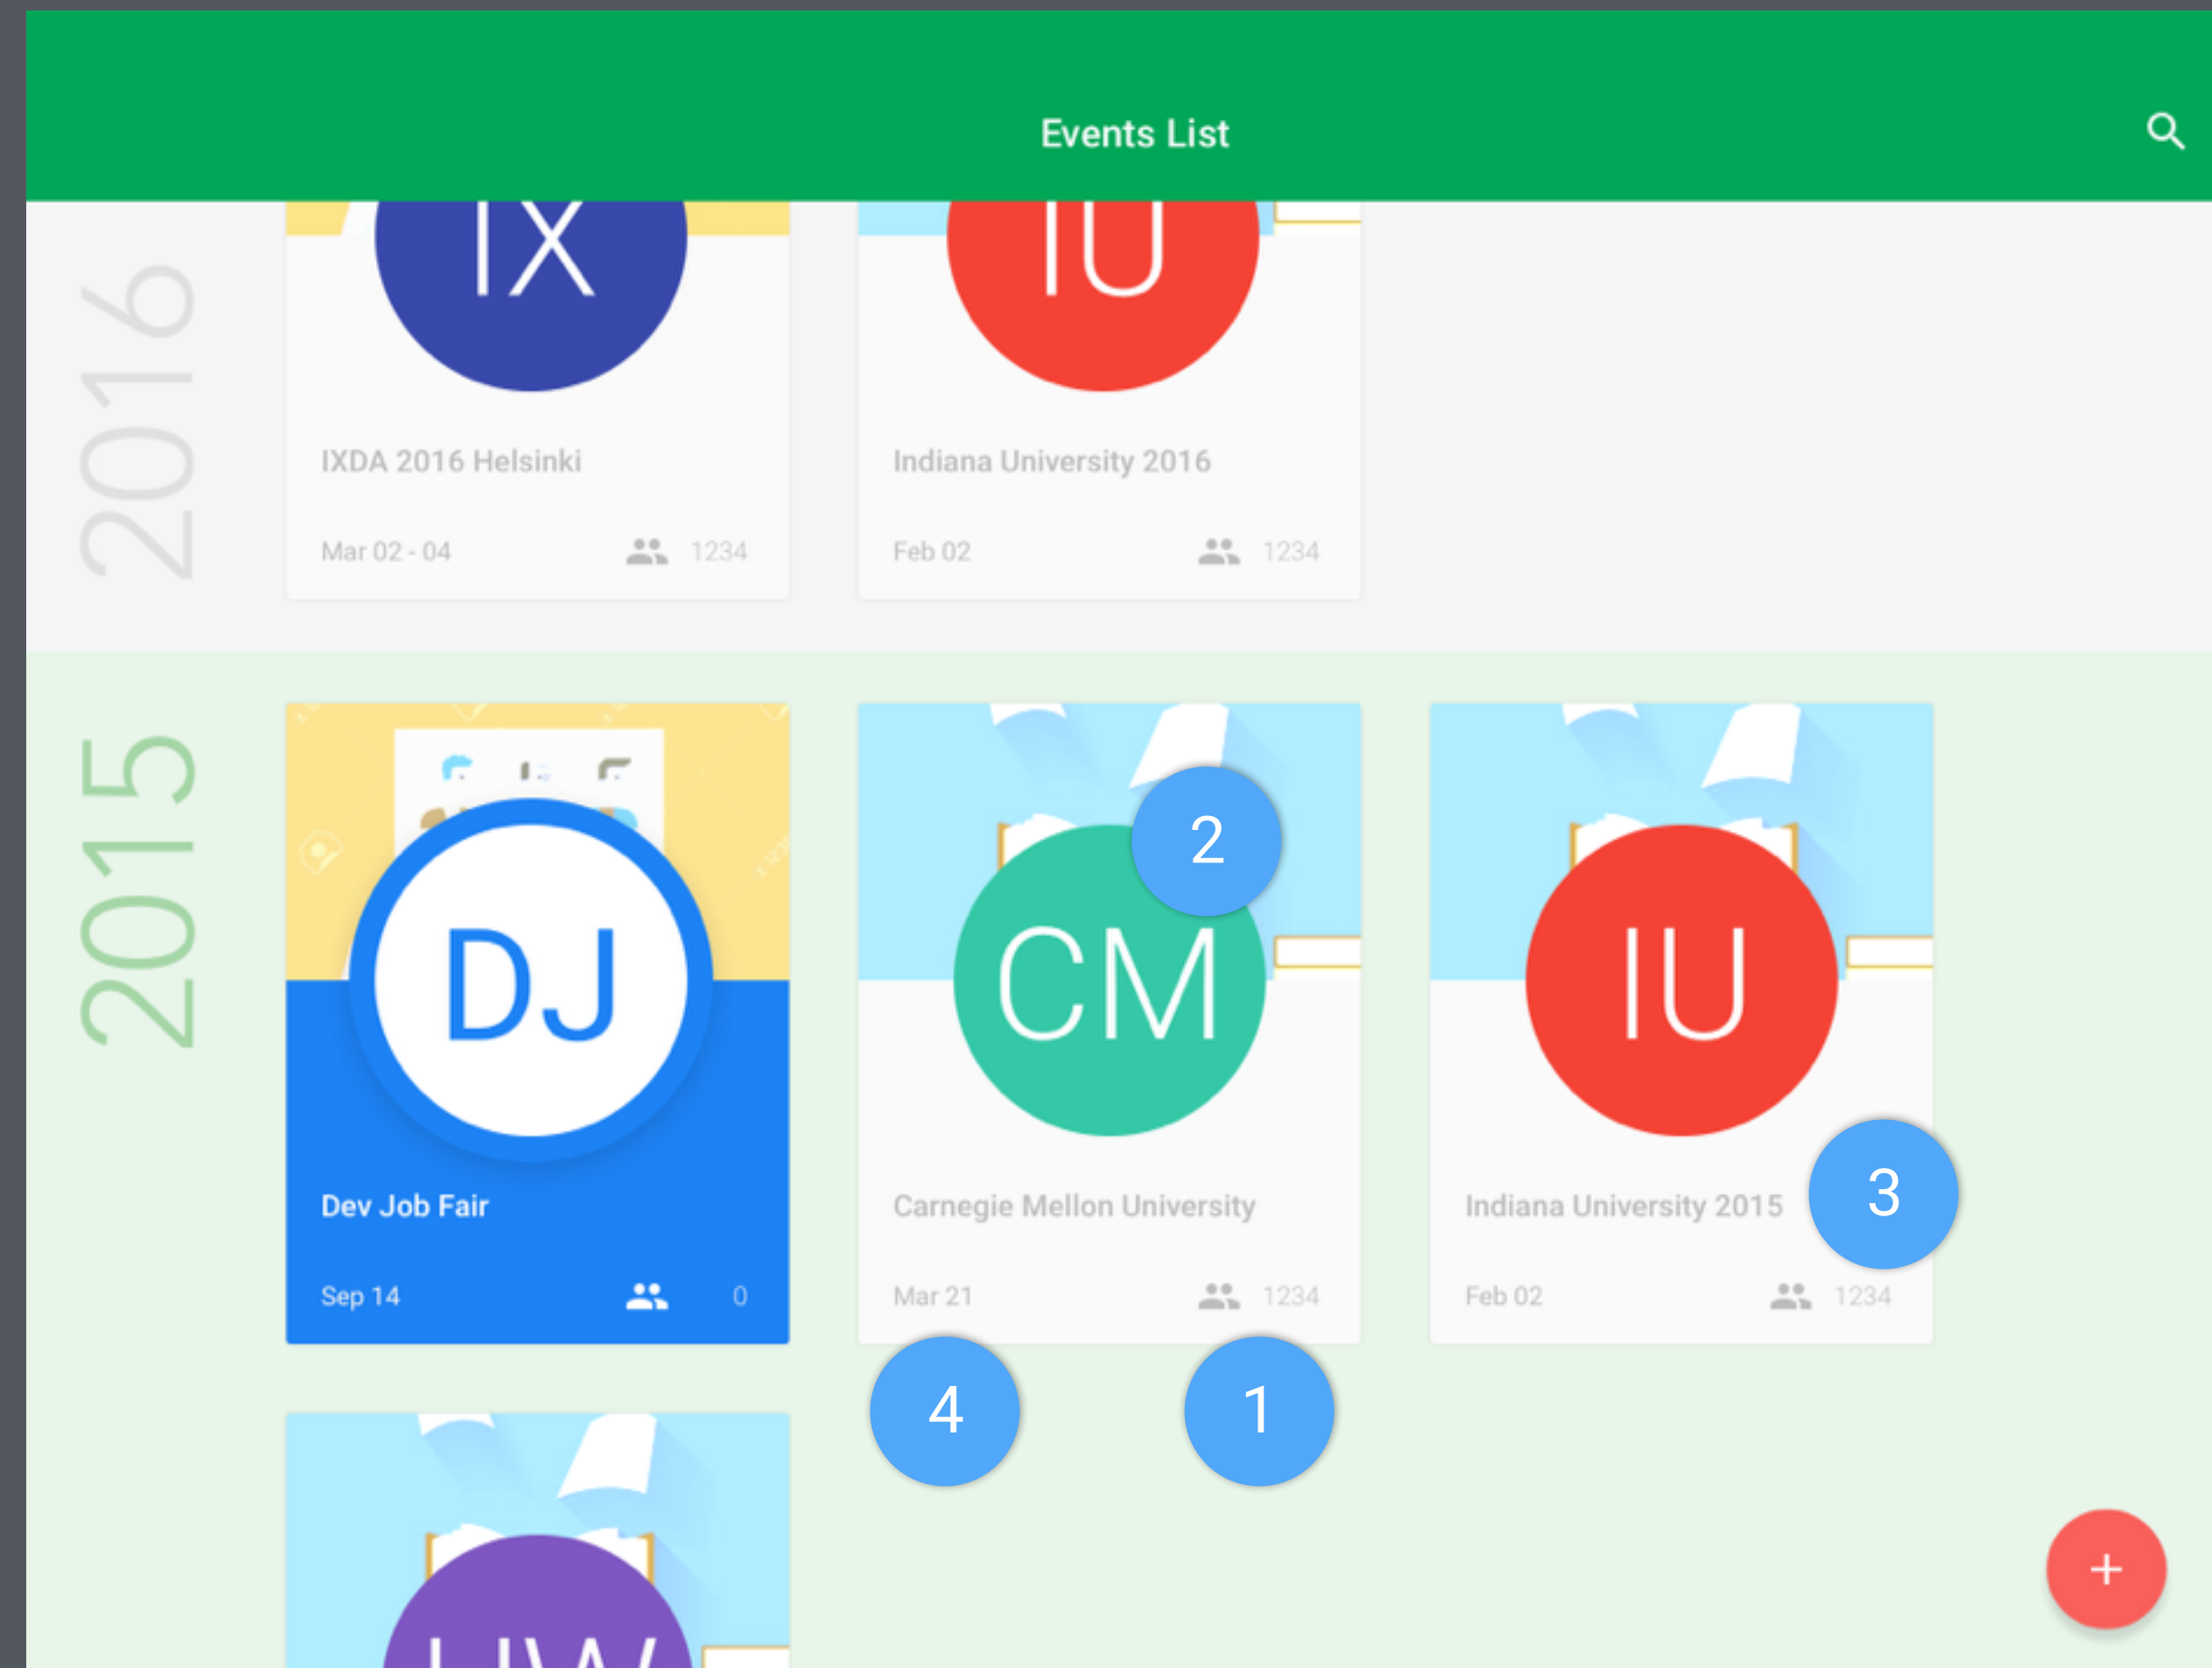 Events List
2016
IX
IU
IXDA 2016 Helsinki
Indiana University 2016
Mar 02 - 04
1234
Feb 02
1234
2015
2
DJ
CM
IU
3
Dev Job Fair
Carnegie Mellon University
Indiana University 2015
Sep 14
0
Mar 21
1234
Feb 02
1234
4
1
+